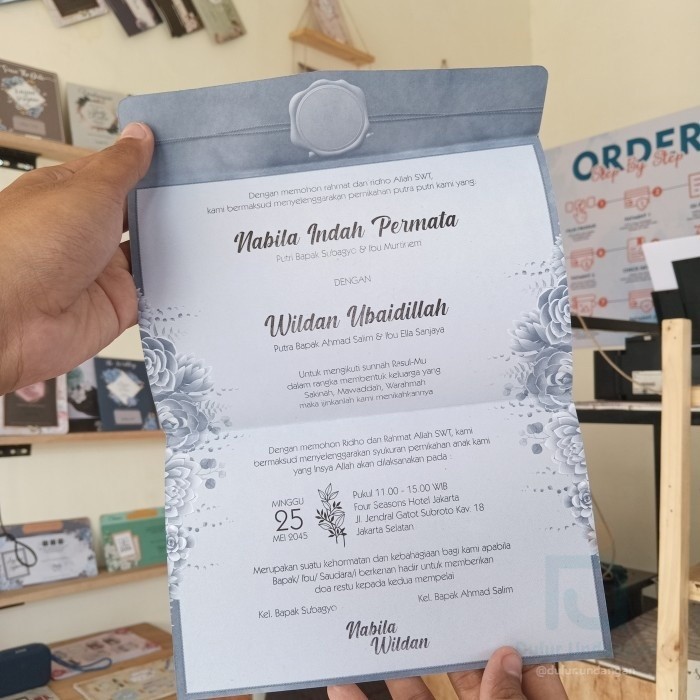 Dengan memohon rahmat dan ridho Allah SWT,
kami bermaksud menyelenggarakan pernikahan putra putri kami yang:
Nabila Indah Permata
Putri Bapak Subagyo & Ibu Murtinem
DENGAN
Wildan Ubaidillah
Putra Bapak Ahmad Salim & Ibu Ella Sanjaya
Untuk mengikuti sunnah Rasul-Mu
dalam rangka membentuk keluarga yang
Sakinah, Mawaddah, Warahmah
maka ijinkanlah kami menikahkannya
Dengan memohon Ridho dan Rahmat Allah SWT, kami
bermaksud menyelenggarakan syukuran pernikahan anak kami
yang Insya Allah akan dilaksanakan pada :
MINGGU
25
MEI 2045
Pukul 11.00 - 15.00 WIB
Four Seasons Hotel Jakarta
Jl. Jendral Gatot Subroto Kav. 18
Jakarta Selatan
Merupakan suatu kehormatan dan kebahagiaan bagi kami apabila
Bapak/ Ibu/ Saudara/i berkenan hadir untuk memberikan
doa restu kepada kedua mempelai
Kel. Bapak Subagyo
Kel. Bapak Ahmad Salim
Nabila
Wildan
ORDER
Step By Step
@dufurundangan